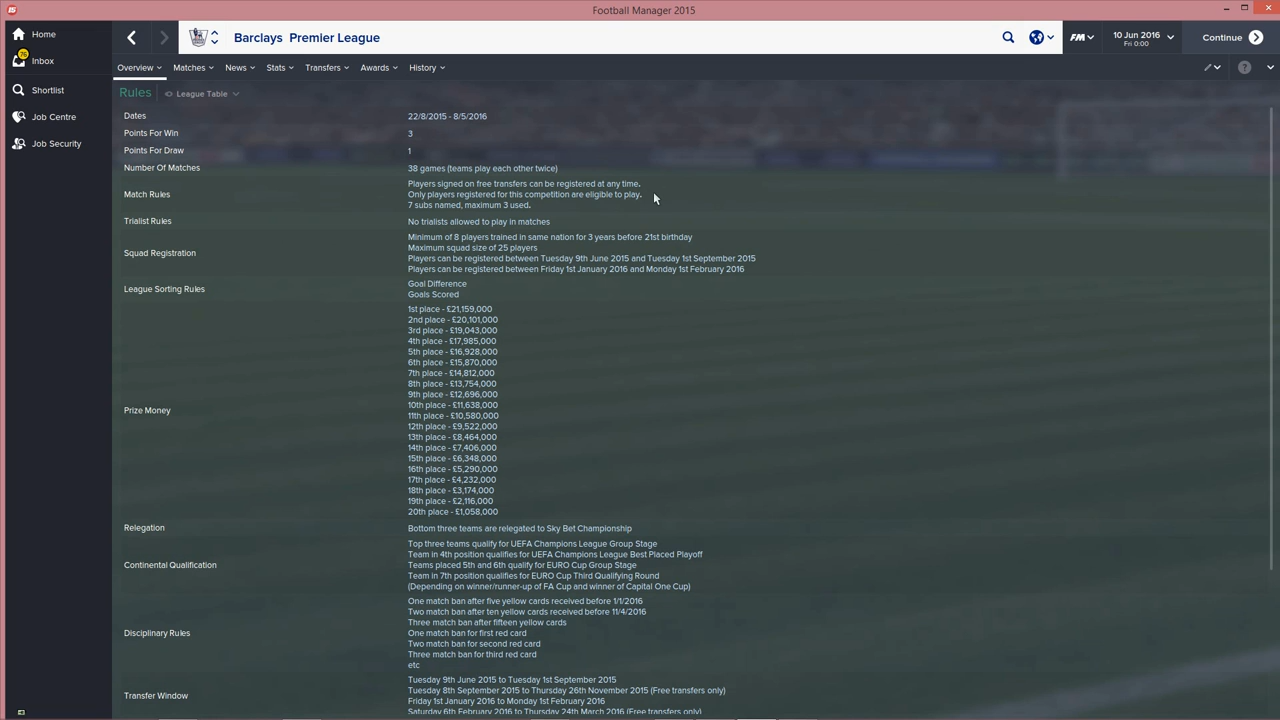 Football Manager 2015
Home
76
Inbox
Shortlist
Job Centre
Job Security
Barclays Premier League
FM
10 Jun 2016
Fri 0:00
Continue
Overview
Matches
News
Stats
Transfers
Awards
History
?
Rules
League Table
Dates
22/8/2015 - 8/5/2016
Points For Win
3
Points For Draw
1
Number Of Matches
38 games (teams play each other twice)
Match Rules
Players signed on free transfers can be registered at any time.
Only players registered for this competition are eligible to play.
7 subs named, maximum 3 used.
Trialist Rules
No trialists allowed to play in matches
Squad Registration
Minimum of 8 players trained in same nation for 3 years before 21st birthday
Maximum squad size of 25 players
Players can be registered between Tuesday 9th June 2015 and Tuesday 1st September 2015
Players can be registered between Friday 1st January 2016 and Monday 1st February 2016
League Sorting Rules
Goal Difference
Goals Scored
Prize Money
1st place - £21,159,000
2nd place - £20,101,000
3rd place - £19,043,000
4th place - £17,985,000
5th place - £16,928,000
6th place - £15,870,000
7th place - £14,812,000
8th place - £13,754,000
9th place - £12,696,000
10th place - £11,638,000
11th place - £10,580,000
12th place - £9,522,000
13th place - £8,464,000
14th place - £7,406,000
15th place - £6,348,000
16th place - £5,290,000
17th place - £4,232,000
18th place - £3,174,000
19th place - £2,116,000
20th place - £1,058,000
Relegation
Bottom three teams are relegated to Sky Bet Championship
Continental Qualification
Top three teams qualify for UEFA Champions League Group Stage
Team in 4th position qualifies for UEFA Champions League Best Placed Playoff
Teams placed 5th and 6th qualify for EURO Cup Group Stage
Team in 7th position qualifies for EURO Cup Third Qualifying Round
(Depending on winner/runner-up of FA Cup and winner of Capital One Cup)
Disciplinary Rules
One match ban after five yellow cards received before 1/1/2016
Two match ban after ten yellow cards received before 11/4/2016
Three match ban after fifteen yellow cards
One match ban for first red card
Two match ban for second red card
Three match ban for third red card
etc
Transfer Window
Tuesday 9th June 2015 to Tuesday 1st September 2015
Tuesday 8th September 2015 to Thursday 26th November 2015 (Free transfers only)
Friday 1st January 2016 to Monday 1st February 2016
Saturday 6th February 2016 to Thursday 24th March 2016 (Free transfers only)